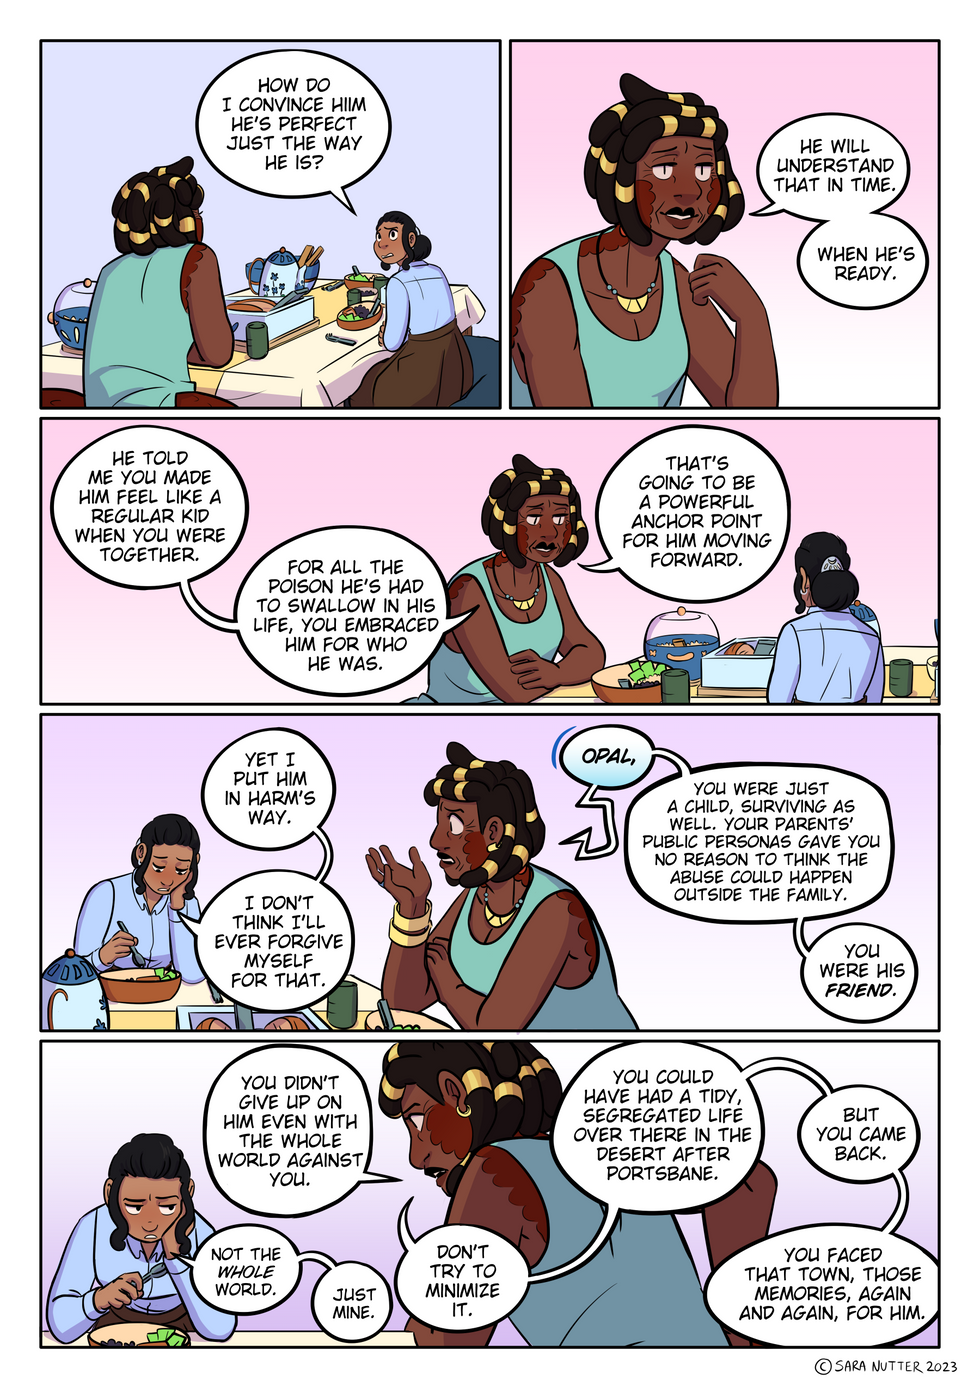 HOW DO
I CONVINCE HIIM
HE'S PERFECT
JUST THE WAY
HE IS?
HE WILL
UNDERSTAND
THAT IN TIME.
WHEN HE'S
READY.
HE TOLD
ME YOU MADE
HIM FEEL LIKE A
REGULAR KID
WHEN YOU WERE
TOGETHER.
FOR ALL THE
POISON HE'S HAD
TO SWALLOW IN HIS
LIFE, YOU EMBRACED
HIM FOR WHO
HE WAS.
THAT'S
GOING TO BE
A POWERFUL
ANCHOR POINT
FOR HIM MOVING
FORWARD.
YET I
PUT HIM
IN HARM'S
WAY.
I DON'T
THINK I'LL
EVER FORGIVE
MYSELF
FOR THAT.
OPAL,
YOU WERE JUST
A CHILD, SURVIVING AS
WELL. YOUR PARENTS'
PUBLIC PERSONAS GAVE YOU
NO REASON TO THINK THE
ABUSE COULD HAPPEN
OUTSIDE THE FAMILY.
YOU
WERE HIS
FRIEND.
YOU DIDN'T
GIVE UP ON
HIM EVEN WITH
THE WHOLE
WORLD AGAINST
YOU.
NOT THE
WHOLE
WORLD.
JUST
MINE.
DON'T
TRY TO
MINIMIZE
IT.
YOU COULD
HAVE HAD A TIDY,
SEGREGATED LIFE
OVER THERE IN THE
DESERT AFTER
PORTSBANE.
BUT
YOU CAME
BACK.
YOU FACED
THAT TOWN, THOSE
MEMORIES, AGAIN
AND AGAIN, FOR HIM.
© SARA NUTTER 2023